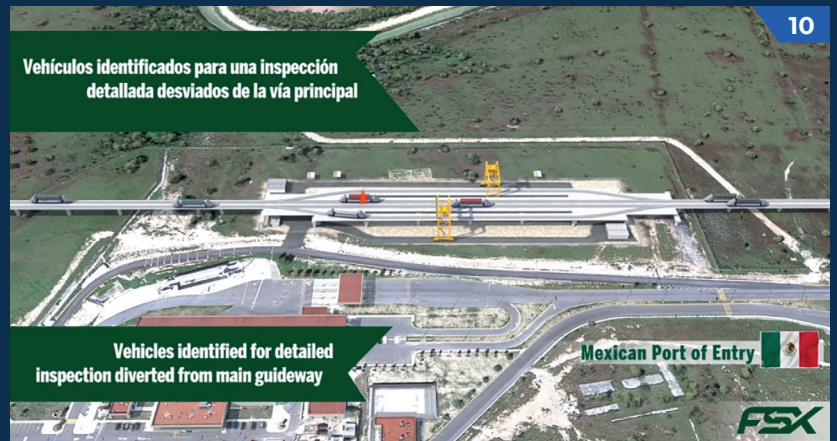 10
Vehículos identificados para una inspección
detallada desviados de la vía principal
Vehicles identified for detailed
inspection diverted from main guideway
Mexican Port of Entry
FSX